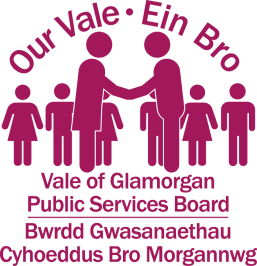 Our Vale • Ein Bro
Vale of Glamorgan
Public Services Board
Bwrdd Gwasanaethau
Cyhoeddus Bro Morgannwg